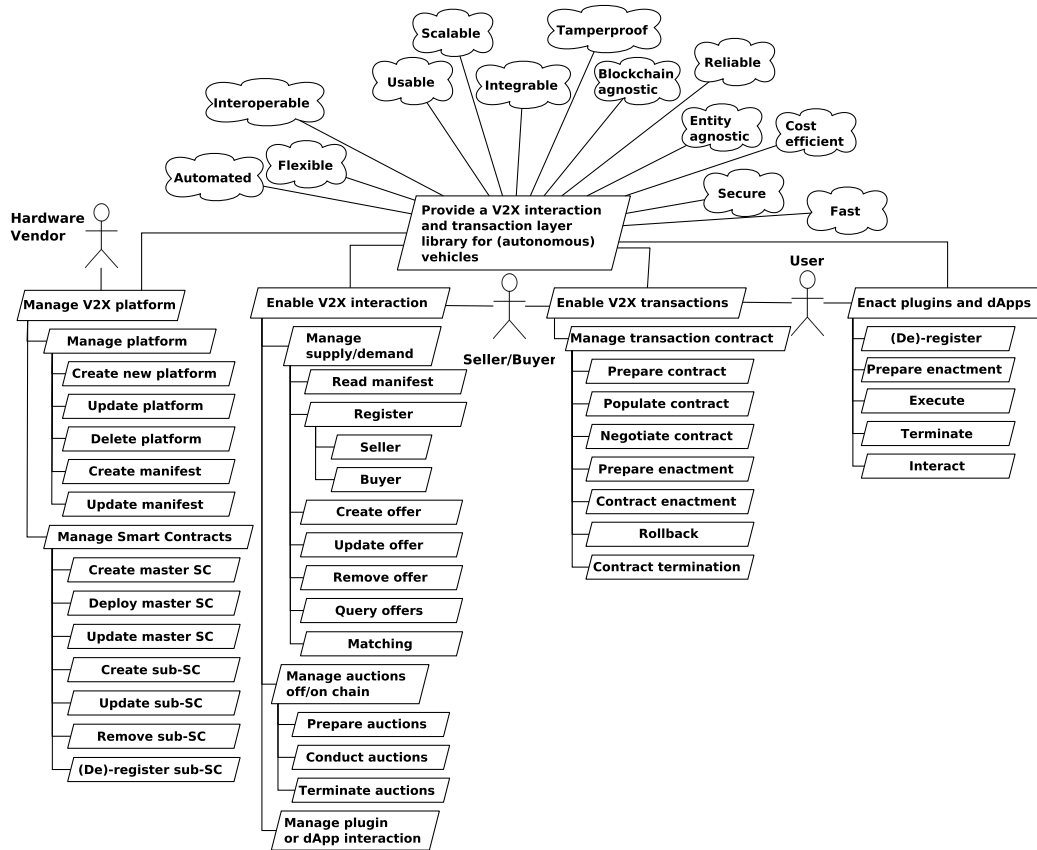 Scalable
Tamperproof
Usable
Integrable
Blockchain
agnostic
Reliable
Interoperable
Entity
agnostic
Cost
efficient
Automated
Flexible
Secure
Fast
Provide a V2X interaction
and transaction layer
library for (autonomous)
vehicles
Hardware
Vendor
User
Seller/Buyer
Manage V2X platform
Manage platform
Create new platform
Update platform
Delete platform
Create manifest
Update manifest
Manage Smart Contracts
Create master SC
Deploy master SC
Update master SC
Create sub-SC
Update sub-SC
Remove sub-SC
(De)-register sub-SC
Enable V2X interaction
Manage
supply/demand
Read manifest
Register
Seller
Buyer
Create offer
Update offer
Remove offer
Query offers
Matching
Manage auctions
off/on chain
Prepare auctions
Conduct auctions
Terminate auctions
Manage plugin
or dApp interaction
Enable V2X transactions
Manage transaction contract
Prepare contract
Populate contract
Negotiate contract
Prepare enactment
Contract enactment
Rollback
Contract termination
Enact plugins and dApps
(De)-register
Prepare enactment
Execute
Terminate
Interact